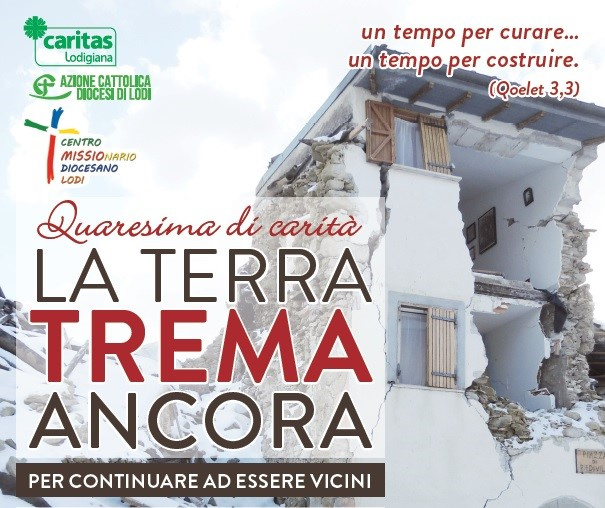 caritas
Lodigiana
AZIONE CATTOLICA
DIOCESI DI LODI
CENTRO
MISSIONARIO
DIOCESANO
LODI
un tempo per curare...
un tempo per costruire.
(Qoelet 3,3)
Quaresima di carità
LA TERRA
TREMA
ANCORA
PER CONTINUARE AD ESSERE VICINI
PIAZZA